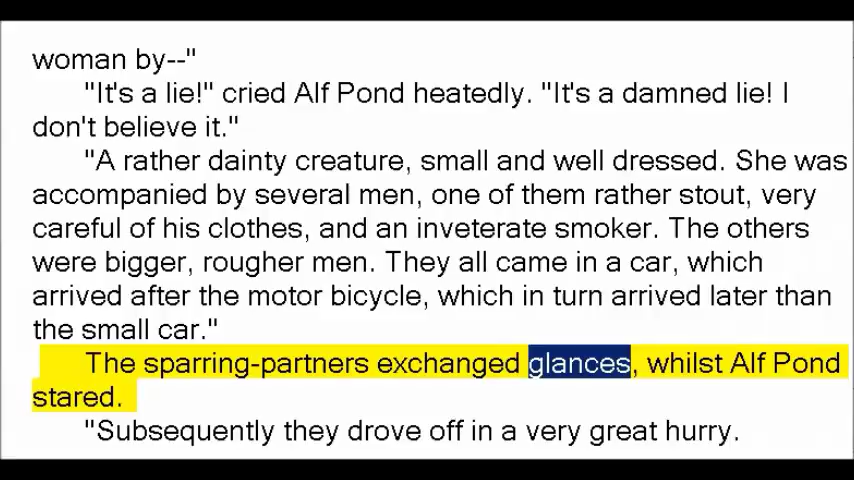 woman by--"
"It's a lie!" cried Alf Pond heatedly. "It's a damned lie! I
don't believe it."
"A rather dainty creature, small and well dressed. She was
accompanied by several men, one of them rather stout, very
careful of his clothes, and an inveterate smoker. The others
were bigger, rougher men. They all came in a car, which
arrived after the motor bicycle, which in turn arrived later than
the small car."
The sparring-partners exchanged glances, whilst Alf Pond
stared.
"Subsequently they drove off in a very great hurry.